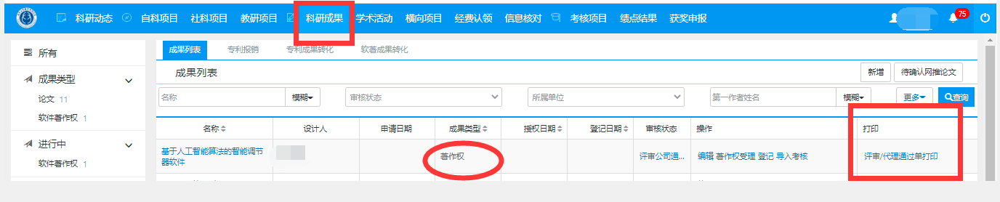 科研动态 自科项目 社科项目 教研项目 科研成果 学术活动 横向项目 经费认领 信息核对 考核项目 绩点结果 获奖申报 75
所有
成果类型
论文 11
软件著作权 1
进行中
软件著作权 1
成果列表 专利报销 专利成果转化 软著成果转化
成果列表 新增 待确认网推论文
名称 模糊 审核状态 所属单位 第一作者姓名 模糊 更多 查询
名称 设计人 申请日期 成果类型 授权日期 登记日期 审核状态 操作 打印
基于人工智能算法的智能调节
器软件
著作权 评审公司通... 编辑 著作权受理 登记 导入考核 评审/代理通过单打印